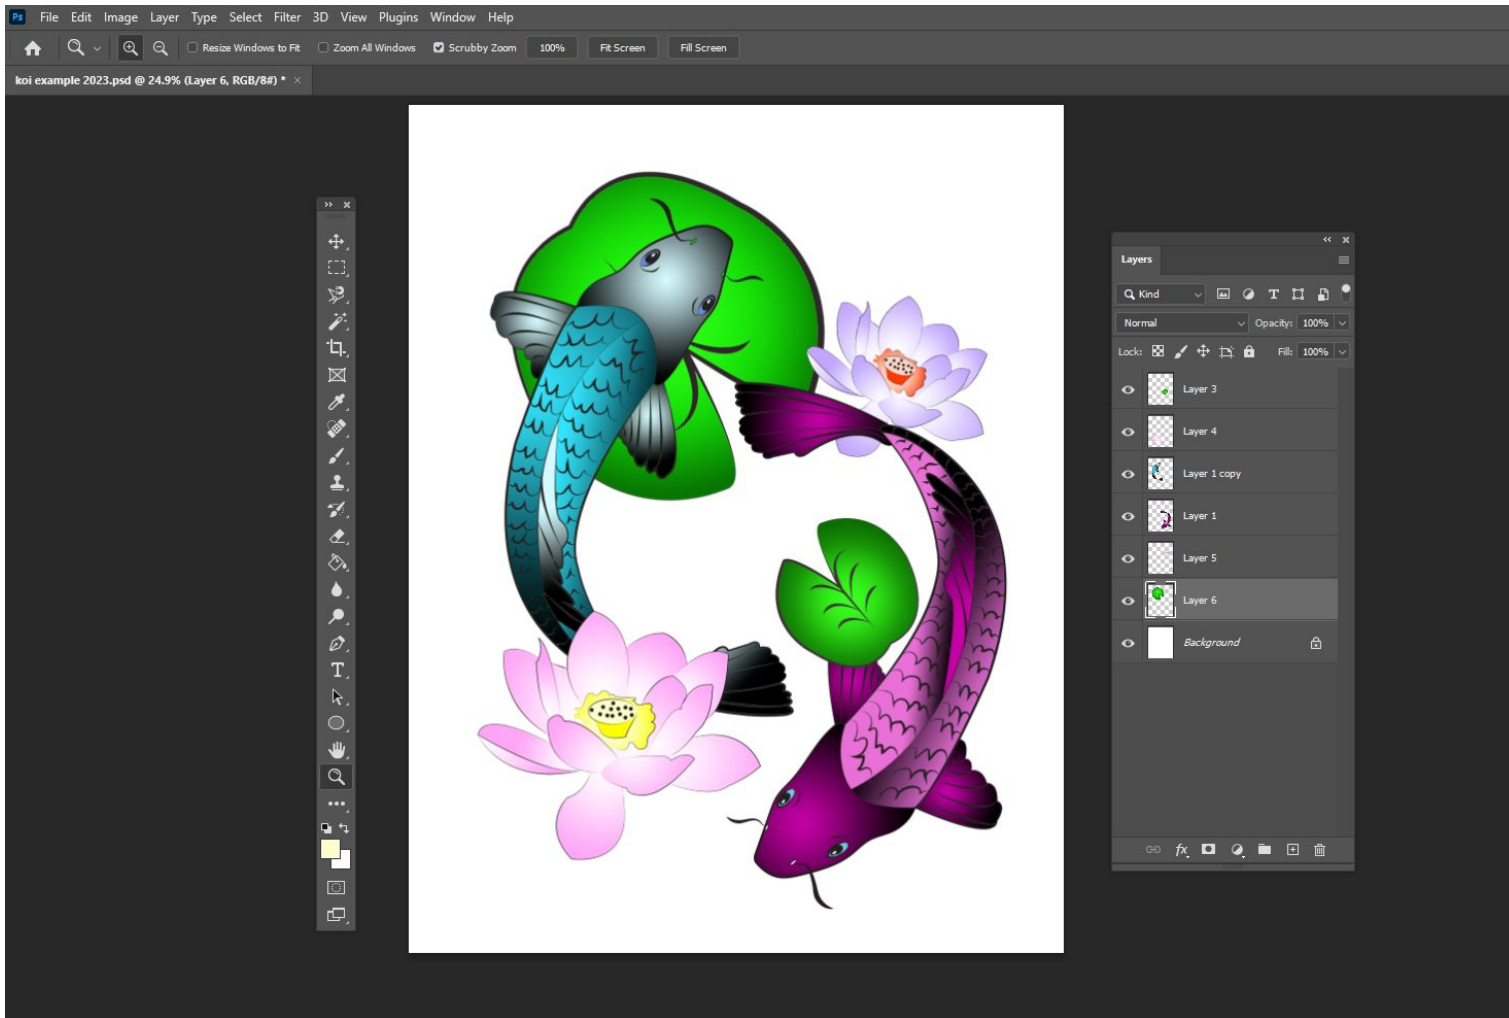 Ps File Edit Image Layer Type Select Filter 3D View Plugins Window Help
Resize Windows to Fit Zoom All Windows Scrubby Zoom 100% Fit Screen Fill Screen
koi example 2023.psd @ 24.9% (Layer 6, RGB/8#) * ×
Layers
Kind
Normal Opacity: 100%
Lock: Fill: 100%
Layer 3
Layer 4
Layer 1 copy
Layer 1
Layer 5
Layer 6
Background
fx